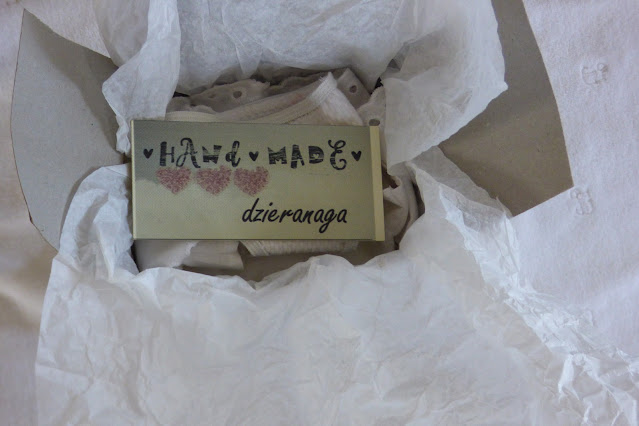 ♥ HANd ♥ MADE ♥
dzieranaga